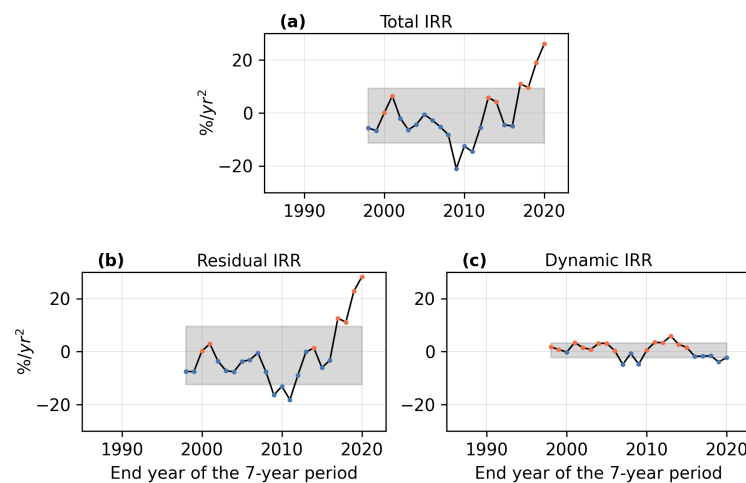 (a) Total IRR
%/yr²
20
0
−20
1990 2000 2010 2020
(b) Residual IRR
%/yr²
20
0
−20
1990 2000 2010 2020
End year of the 7-year period
(c) Dynamic IRR
20
0
−20
1990 2000 2010 2020
End year of the 7-year period